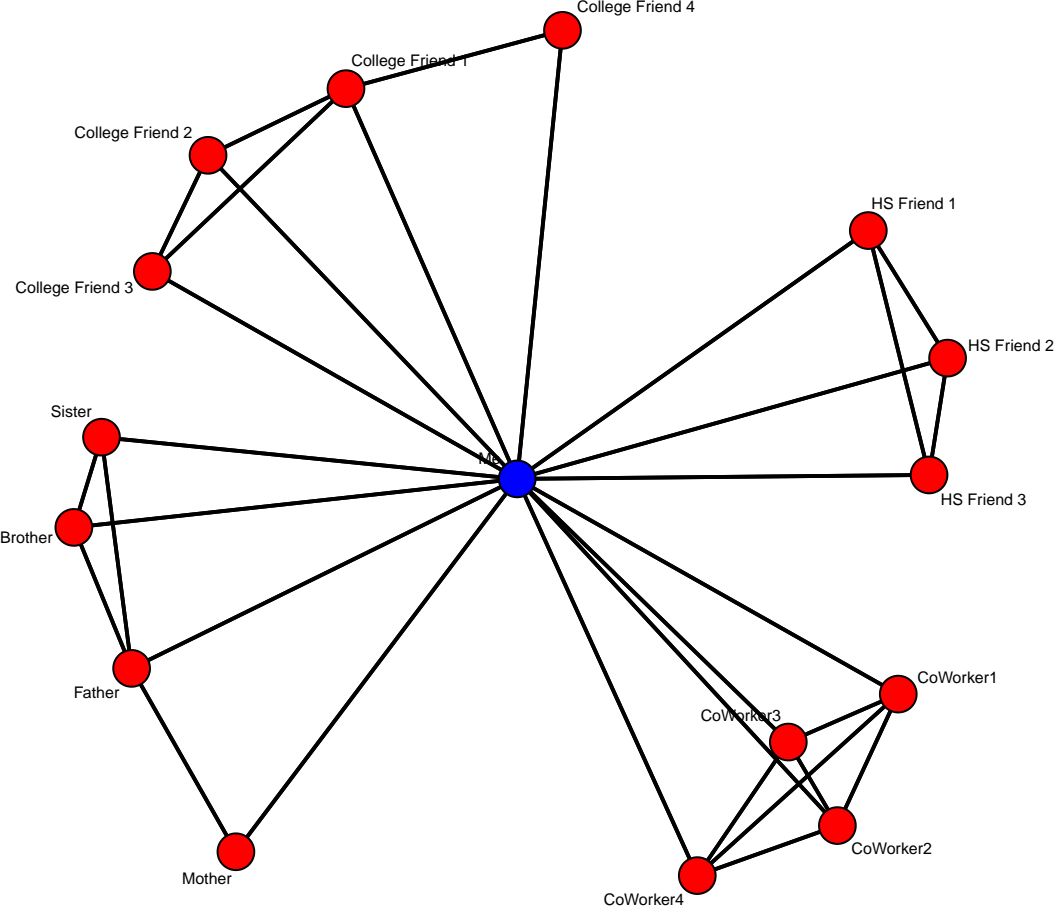 College Friend 4
College Friend 1
College Friend 2
HS Friend 1
College Friend 3
HS Friend 2
Sister
Me
HS Friend 3
Brother
CoWorker1
Father
CoWorker3
CoWorker2
Mother
CoWorker4